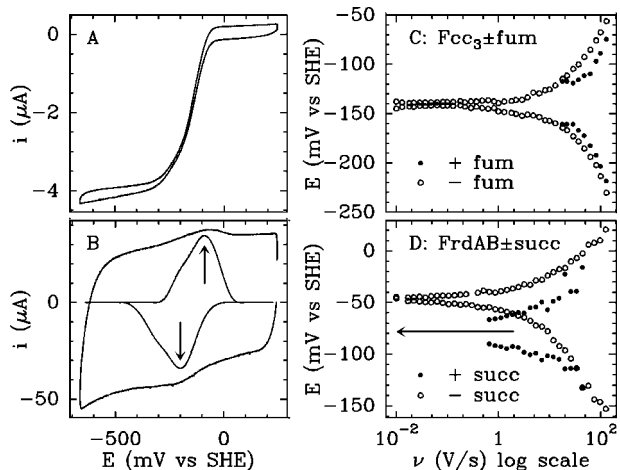 A
i (μA)
0
−2
−4
B
i (μA)
0
−50
−500
0
E (mV vs SHE)
C: Fcc₃±fum
E (mV vs SHE)
−50
−100
−150
−200
−250
• + fum
○ − fum
D: FrdAB±succ
E (mV vs SHE)
0
−50
−100
−150
• + succ
○ − succ
10⁻²
10⁰
10²
ν (V/s) log scale